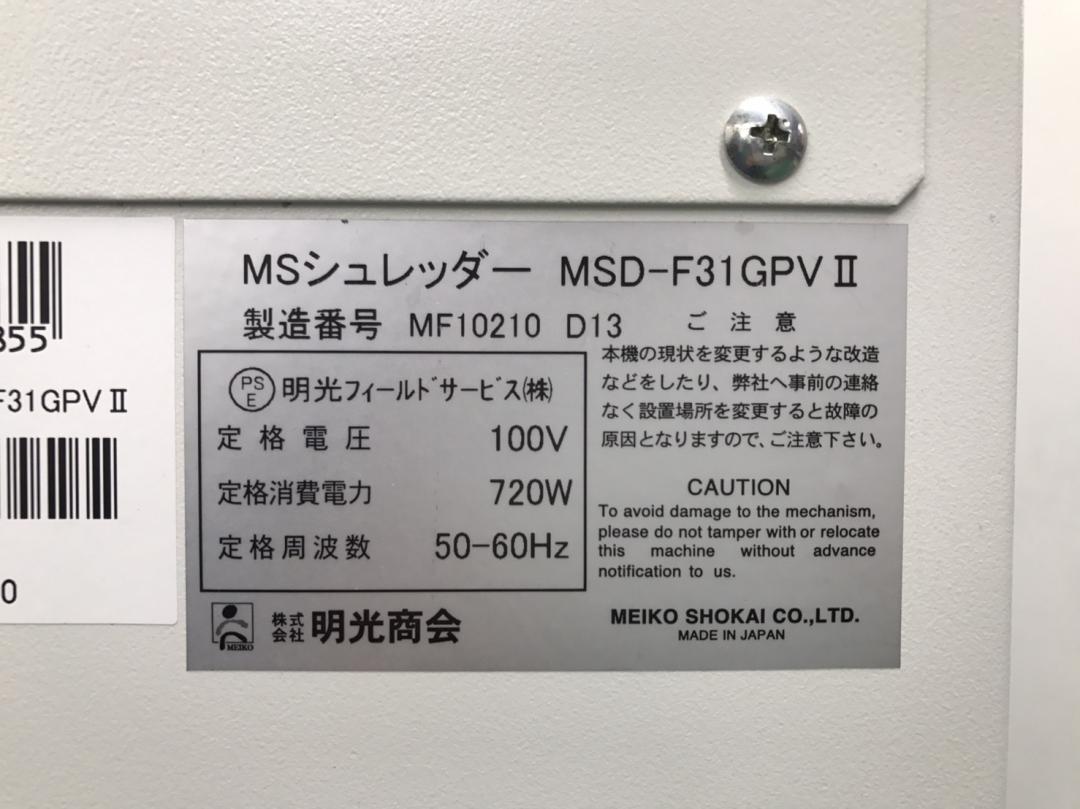 MSシュレッダー MSD-F31GPVⅡ
製造番号 MF10210 D13
PSE 明光フィールドサービス㈱
定格電圧 100V
定格消費電力 720W
定格周波数 50-60Hz
株式会社 明光商会
MEIKO
ご注意
本機の現状を変更するような改造
などをしたり、弊社へ事前の連絡
なく設置場所を変更すると故障の
原因となりますので、ご注意下さい。
CAUTION
To avoid damage to the mechanism,
please do not tamper with or relocate
this machine without advance
notification to us.
MEIKO SHOKAI CO.,LTD.
MADE IN JAPAN
855
F31GPVⅡ
0